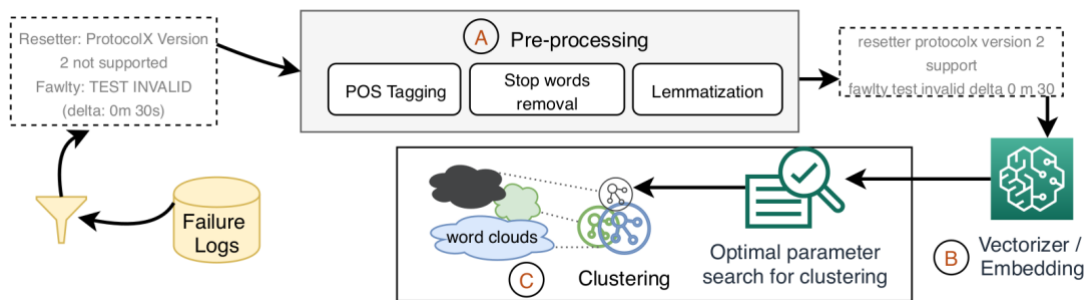 Resetter: ProtocolX Version
2 not supported
Fawlty: TEST INVALID
(delta: 0m 30s)
A
Pre-processing
POS Tagging
Stop words
removal
Lemmatization
resetter protocolx version 2
support
fawlty test invalid delta 0 m 30
Failure
Logs
word clouds
C
Clustering
Optimal parameter
search for clustering
B
Vectorizer /
Embedding